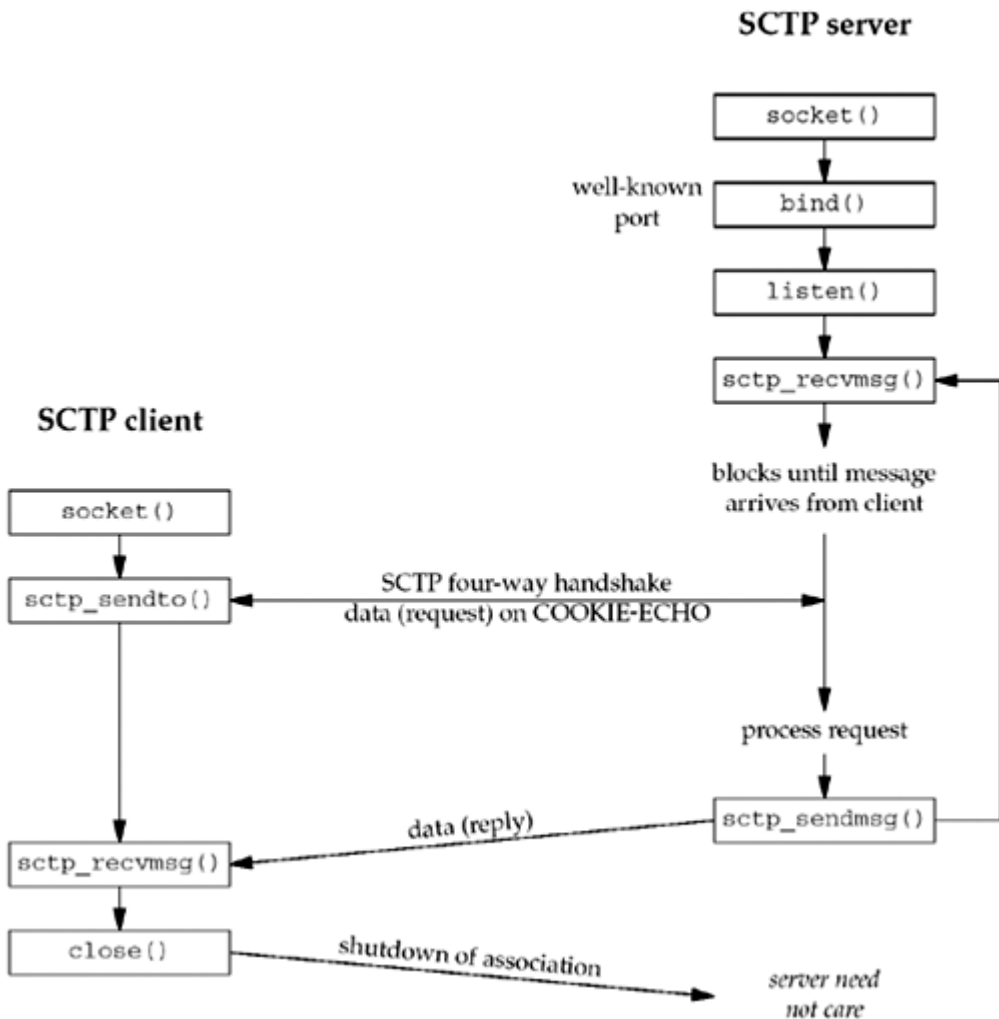 SCTP server
socket()
well-known
port
bind()
listen()
sctp_recvmsg()
SCTP client
blocks until message
arrives from client
socket()
sctp_sendto()
SCTP four-way handshake
data (request) on COOKIE-ECHO
process request
sctp_sendmsg()
data (reply)
sctp_recvmsg()
close()
shutdown of association
server need
not care